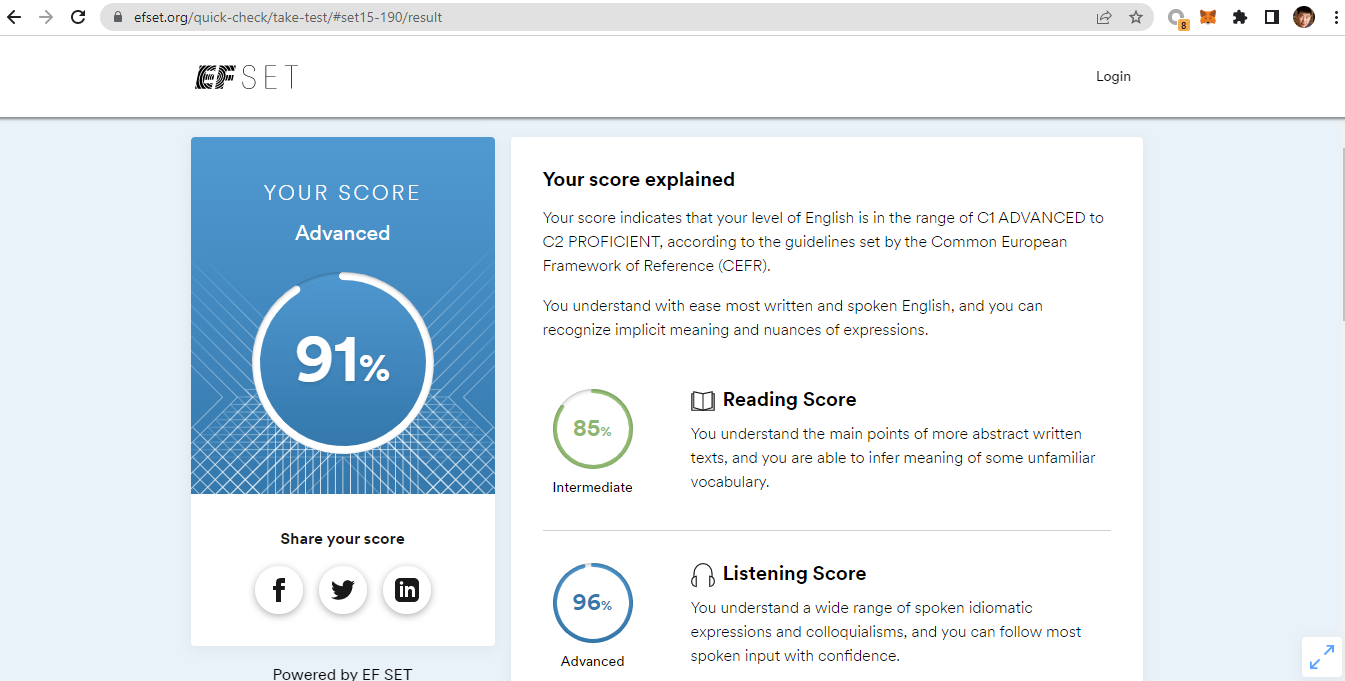 efset.org/quick-check/take-test/#set15-190/result
8
EFSET
Login
YOUR SCORE
Advanced
91%
Share your score
Powered by EF SET
Your score explained
Your score indicates that your level of English is in the range of C1 ADVANCED to
C2 PROFICIENT, according to the guidelines set by the Common European
Framework of Reference (CEFR).
You understand with ease most written and spoken English, and you can
recognize implicit meaning and nuances of expressions.
85%
Intermediate
Reading Score
You understand the main points of more abstract written
texts, and you are able to infer meaning of some unfamiliar
vocabulary.
96%
Advanced
Listening Score
You understand a wide range of spoken idiomatic
expressions and colloquialisms, and you can follow most
spoken input with confidence.